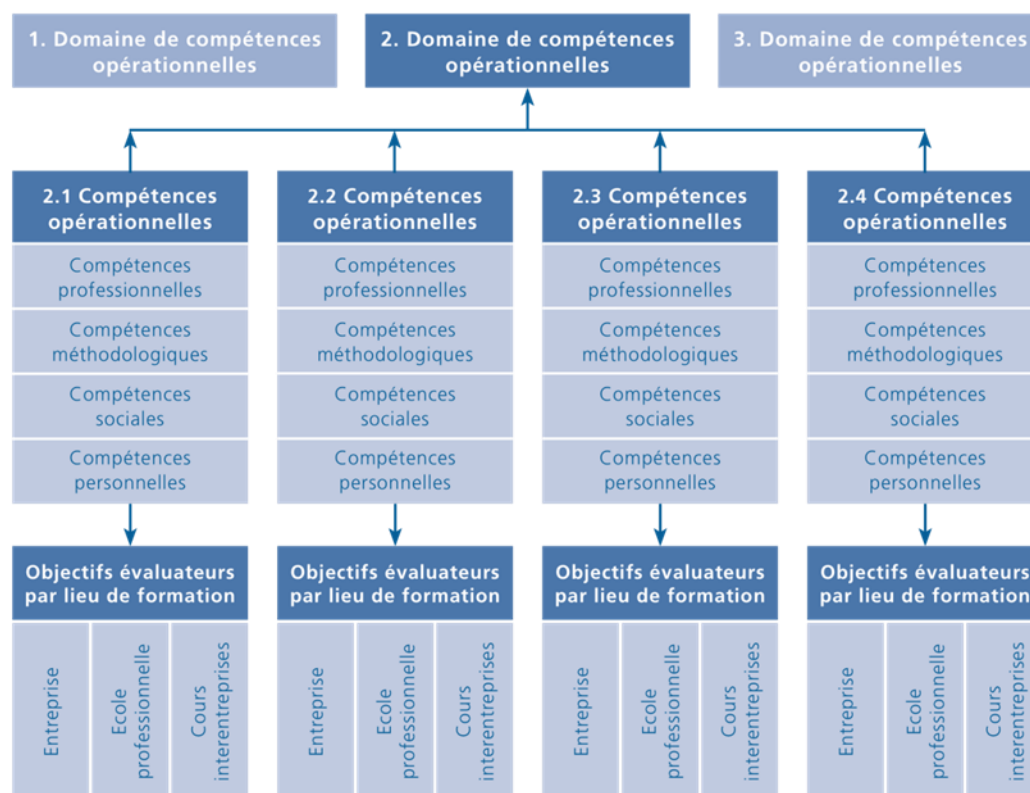 1. Domaine de compétences
opérationnelles
2. Domaine de compétences
opérationnelles
3. Domaine de compétences
opérationnelles
2.1 Compétences
opérationnelles
2.2 Compétences
opérationnelles
2.3 Compétences
opérationnelles
2.4 Compétences
opérationnelles
Compétences
professionnelles
Compétences
professionnelles
Compétences
professionnelles
Compétences
professionnelles
Compétences
méthodologiques
Compétences
méthodologiques
Compétences
méthodologiques
Compétences
méthodologiques
Compétences
sociales
Compétences
sociales
Compétences
sociales
Compétences
sociales
Compétences
personnelles
Compétences
personnelles
Compétences
personnelles
Compétences
personnelles
Objectifs évaluateurs
par lieu de formation
Objectifs évaluateurs
par lieu de formation
Objectifs évaluateurs
par lieu de formation
Objectifs évaluateurs
par lieu de formation
Entreprise
Ecole
professionnelle
Cours
interentreprises
Entreprise
Ecole
professionnelle
Cours
interentreprises
Entreprise
Ecole
professionnelle
Cours
interentreprises
Entreprise
Ecole
professionnelle
Cours
interentreprises